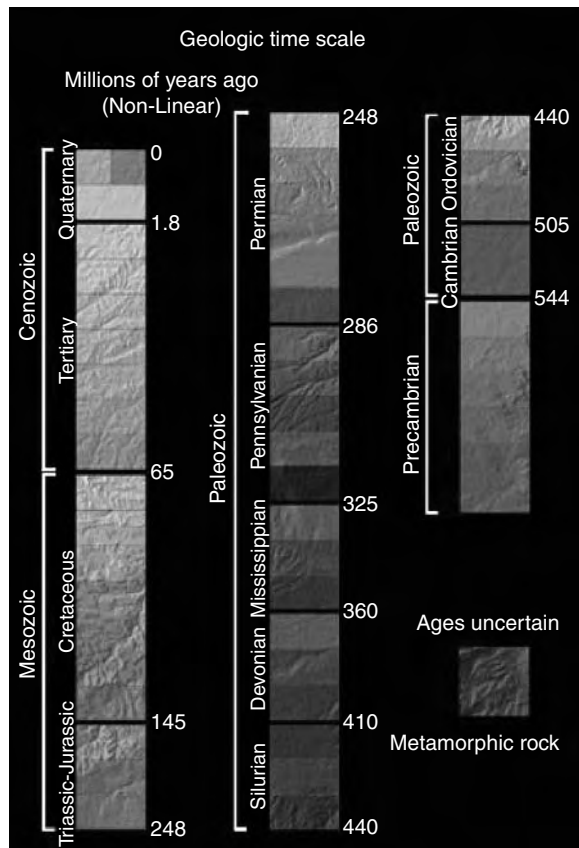 Geologic time scale
Millions of years ago
(Non-Linear)
Cenozoic
Quaternary
Tertiary
0
1.8
65
Mesozoic
Cretaceous
Triassic-Jurassic
145
248
Paleozoic
248
Permian
286
Pennsylvanian
325
Mississippian
360
Devonian
410
Silurian
440
Paleozoic
440
Ordovician
505
Cambrian
544
Precambrian
Ages uncertain
Metamorphic rock